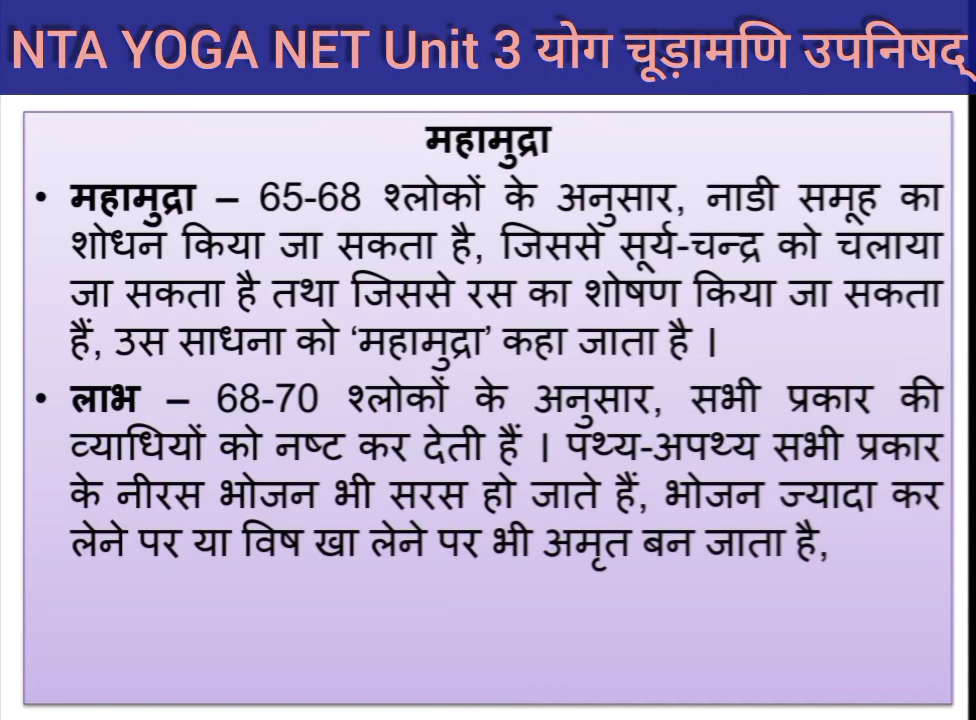 NTA YOGA NET Unit 3 योग चूड़ामणि उपनिषद्
महामुद्रा
• महामुद्रा – 65-68 श्लोकों के अनुसार, नाडी समूह का
शोधन किया जा सकता है, जिससे सूर्य-चन्द्र को चलाया
जा सकता है तथा जिससे रस का शोषण किया जा सकता
हैं, उस साधना को ‘महामुद्रा’ कहा जाता है ।
• लाभ – 68-70 श्लोकों के अनुसार, सभी प्रकार की
व्याधियों को नष्ट कर देती हैं । पथ्य-अपथ्य सभी प्रकार
के नीरस भोजन भी सरस हो जाते हैं, भोजन ज्यादा कर
लेने पर या विष खा लेने पर भी अमृत बन जाता है,